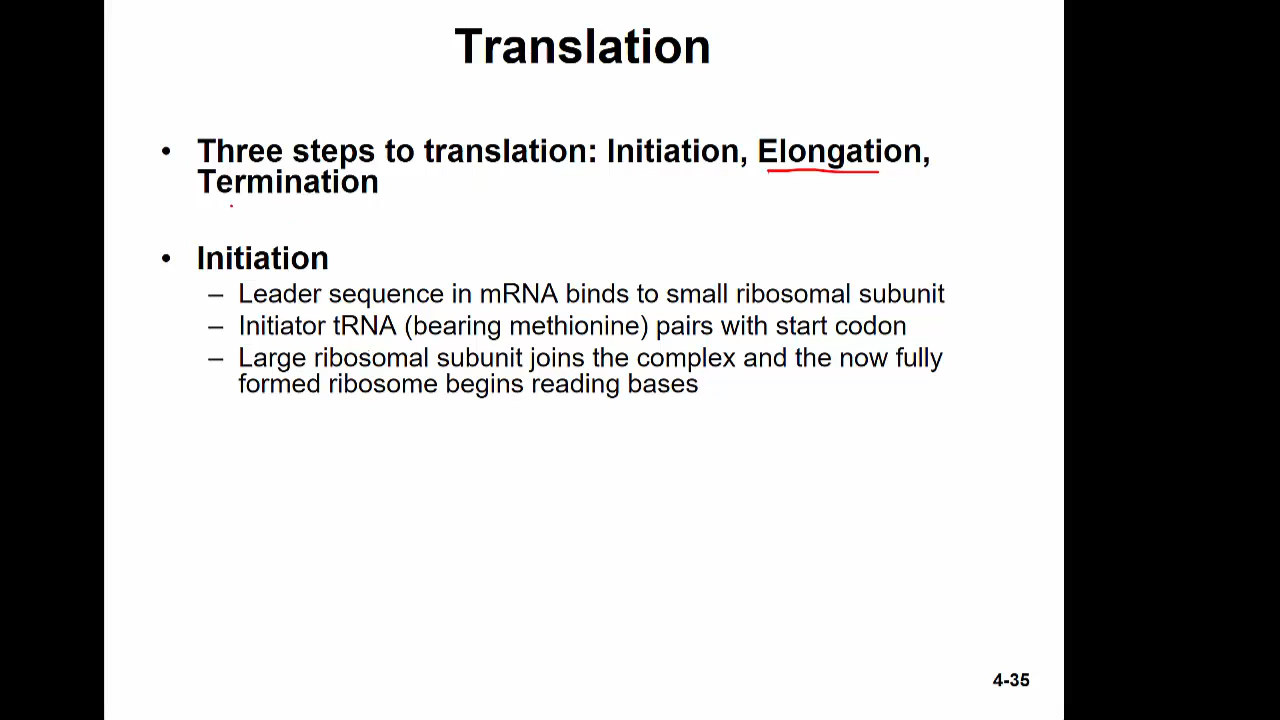 Translation
• Three steps to translation: Initiation, Elongation,
Termination
• Initiation
– Leader sequence in mRNA binds to small ribosomal subunit
– Initiator tRNA (bearing methionine) pairs with start codon
– Large ribosomal subunit joins the complex and the now fully
formed ribosome begins reading bases
4-35